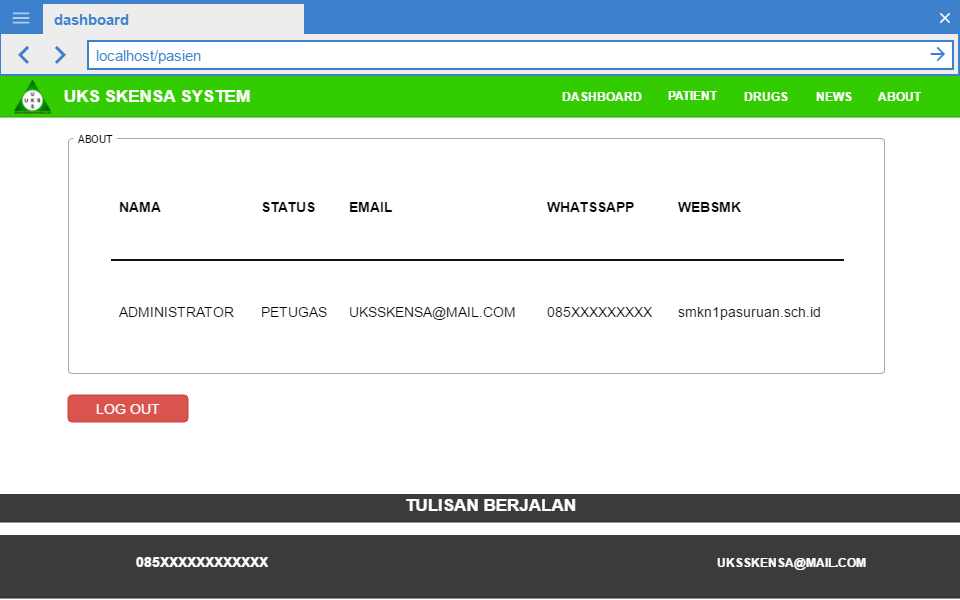 dashboard
localhost/pasien
U
U K S
S
UKS SKENSA SYSTEM
DASHBOARD PATIENT DRUGS NEWS ABOUT
ABOUT
NAMA STATUS EMAIL WHATSSAPP WEBSMK
ADMINISTRATOR PETUGAS UKSSKENSA@MAIL.COM 085XXXXXXXXX smkn1pasuruan.sch.id
LOG OUT
TULISAN BERJALAN
085XXXXXXXXXXXX UKSSKENSA@MAIL.COM